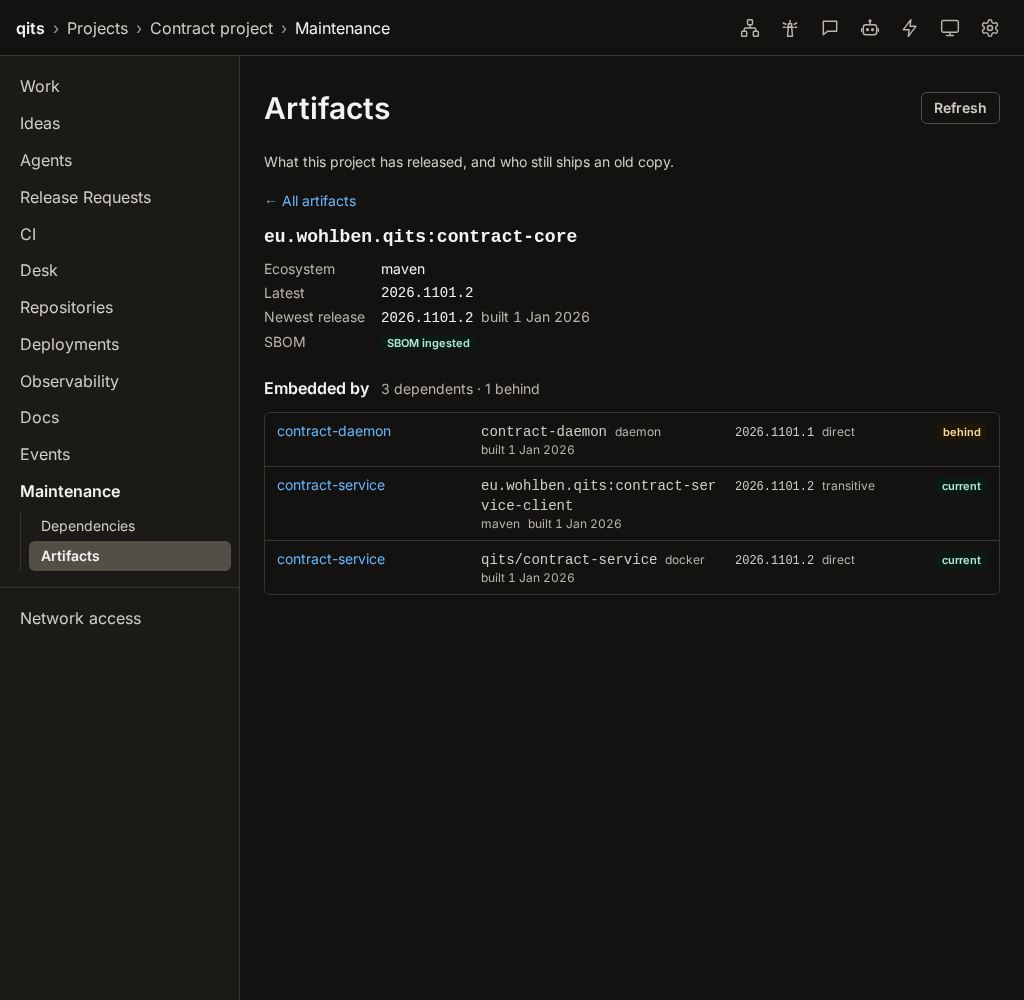 qits › Projects › Contract project › Maintenance
Work
Ideas
Agents
Release Requests
CI
Desk
Repositories
Deployments
Observability
Docs
Events
Maintenance
Dependencies
Artifacts
Network access
Artifacts
Refresh
What this project has released, and who still ships an old copy.
← All artifacts
eu.wohlben.qits:contract-core
Ecosystem maven
Latest 2026.1101.2
Newest release 2026.1101.2 built 1 Jan 2026
SBOM SBOM ingested
Embedded by 3 dependents · 1 behind
contract-daemon contract-daemon daemon 2026.1101.1 direct behind
built 1 Jan 2026
contract-service eu.wohlben.qits:contract-ser 2026.1101.2 transitive current
vice-client
maven built 1 Jan 2026
contract-service qits/contract-service docker 2026.1101.2 direct current
built 1 Jan 2026